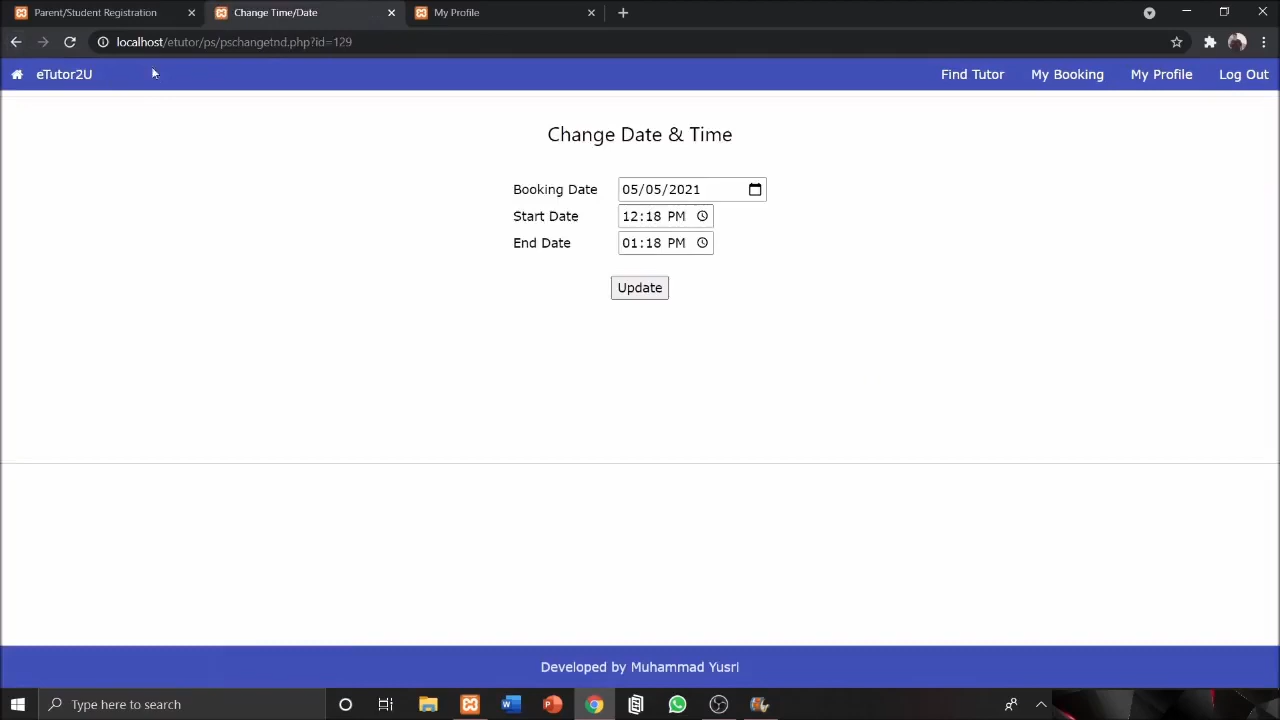 Parent/Student Registration
Change Time/Date
My Profile
localhost/etutor/ps/pschangetnd.php?id=129
eTutor2U
Find Tutor
My Booking
My Profile
Log Out
Change Date & Time
Booking Date 05/05/2021
Start Date 12:18 PM
End Date 01:18 PM
Update
Developed by Muhammad Yusri
Type here to search